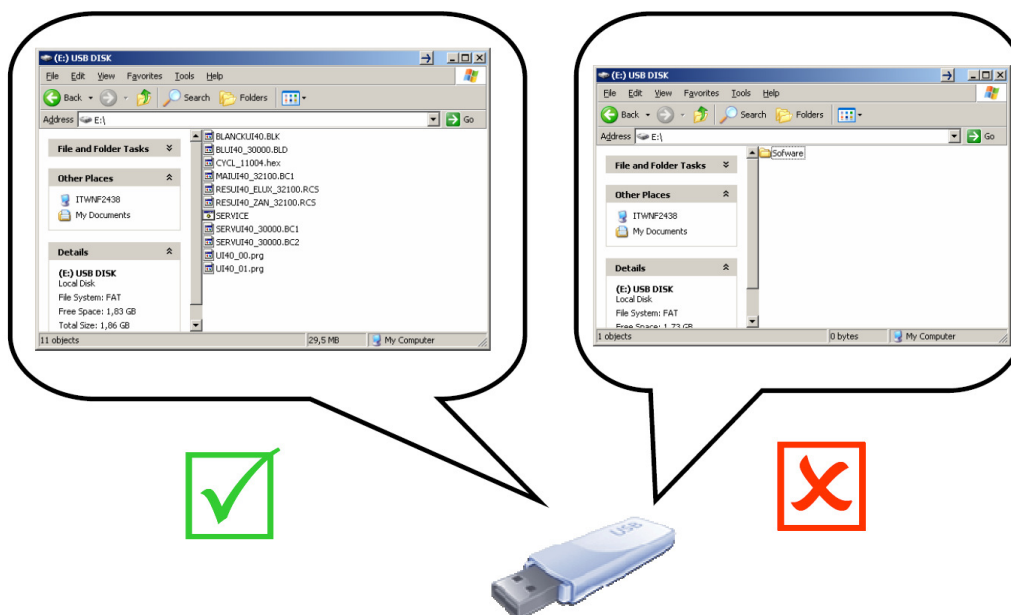 (E:) USB DISK
File Edit View Favorites Tools Help
Back Search Folders
Address E:\ Go
File and Folder Tasks
Other Places
ITWNF2438
My Documents
Details
(E:) USB DISK
Local Disk
File System: FAT
Free Space: 1,83 GB
Total Size: 1,86 GB
BLANCKUI40.BLK
BLUI40_30000.BLD
CYCL_11004.hex
MAIUI40_32100.BC1
RESUI40_ELUX_32100.RCS
RESUI40_ZAN_32100.RCS
SERVICE
SERVUI40_30000.BC1
SERVUI40_30000.BC2
UI40_00.prg
UI40_01.prg
11 objects 29,5 MB My Computer
(E:) USB DISK
File Edit View Favorites Tools Help
Back Search Folders
Address E:\ Go
File and Folder Tasks
Other Places
ITWNF2438
My Documents
Details
(E:) USB DISK
Local Disk
File System: FAT
Free Space: 1,73 GB
Sofware
1 objects 0 bytes My Computer
USB